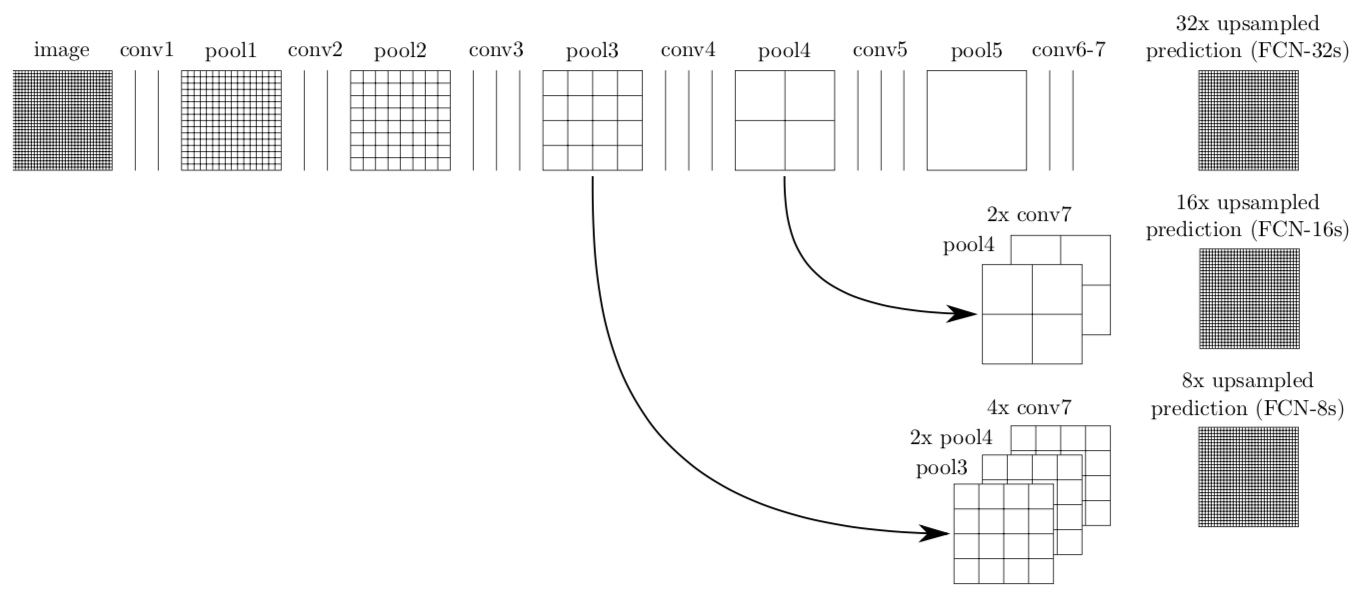 image
conv1
pool1
conv2
pool2
conv3
pool3
conv4
pool4
conv5
pool5
conv6-7
32x upsampled
prediction (FCN-32s)
2x conv7
pool4
16x upsampled
prediction (FCN-16s)
4x conv7
2x pool4
pool3
8x upsampled
prediction (FCN-8s)